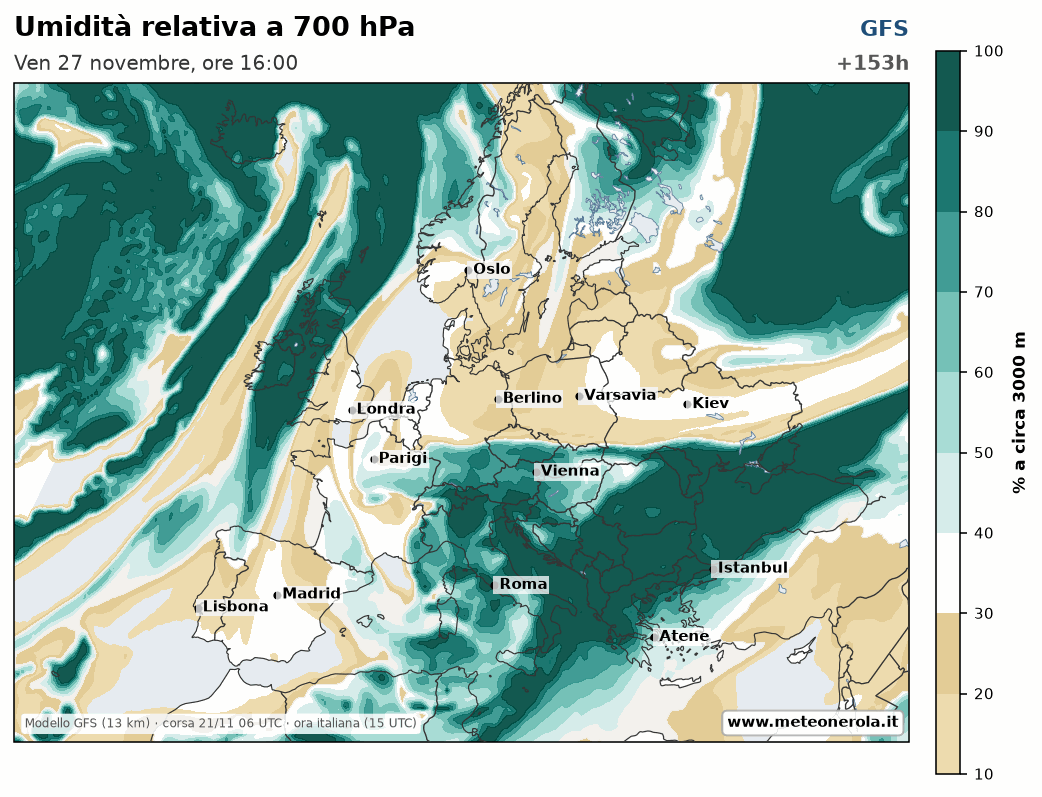 Umidità relativa a 700 hPa
GFS
Ven 27 novembre, ore 16:00
+153h
100
90
80
70
60
50
40
30
20
10
% a circa 3000 m
Oslo
Berlino
Varsavia
Kiev
Londra
Parigi
Vienna
Istanbul
Roma
Madrid
Lisbona
Atene
Modello GFS (13 km) · corsa 21/11 06 UTC · ora italiana (15 UTC)
www.meteonerola.it